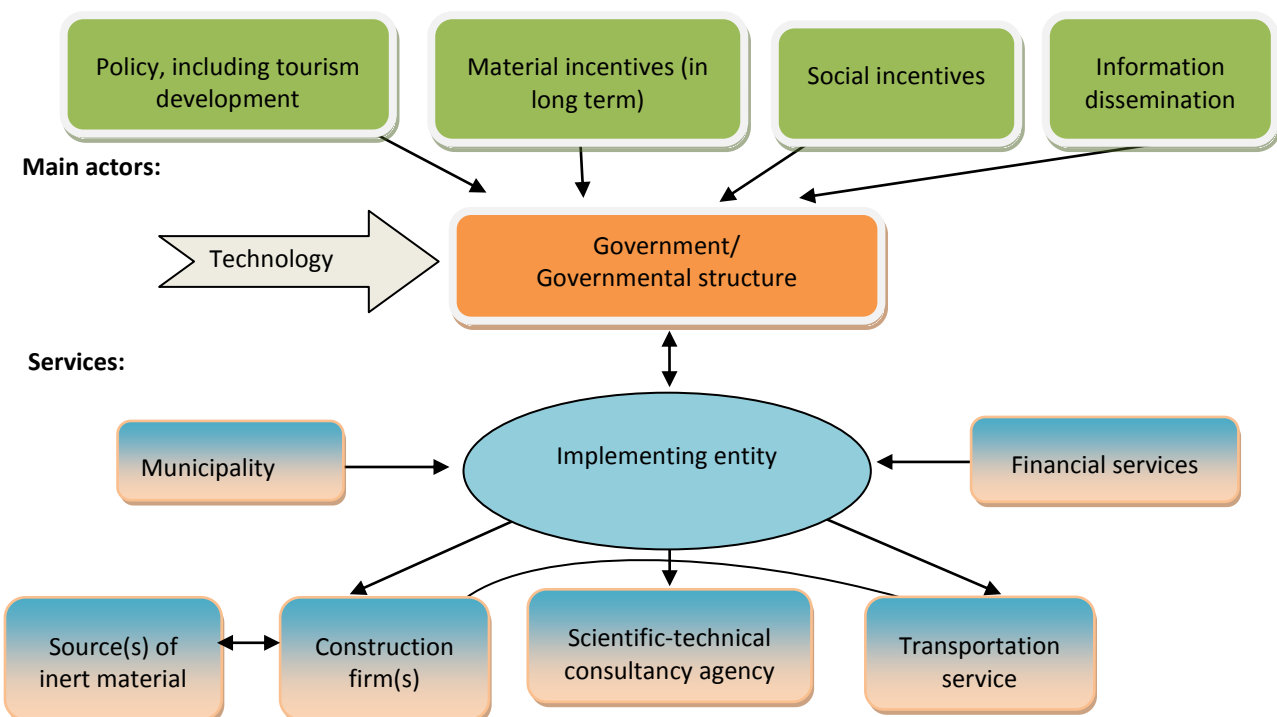 Policy, including tourism
development
Material incentives (in
long term)
Social incentives
Information
dissemination
Main actors:
Technology
Government/
Governmental structure
Services:
Municipality
Implementing entity
Financial services
Source(s) of
inert material
Construction
firm(s)
Scientific-technical
consultancy agency
Transportation
service